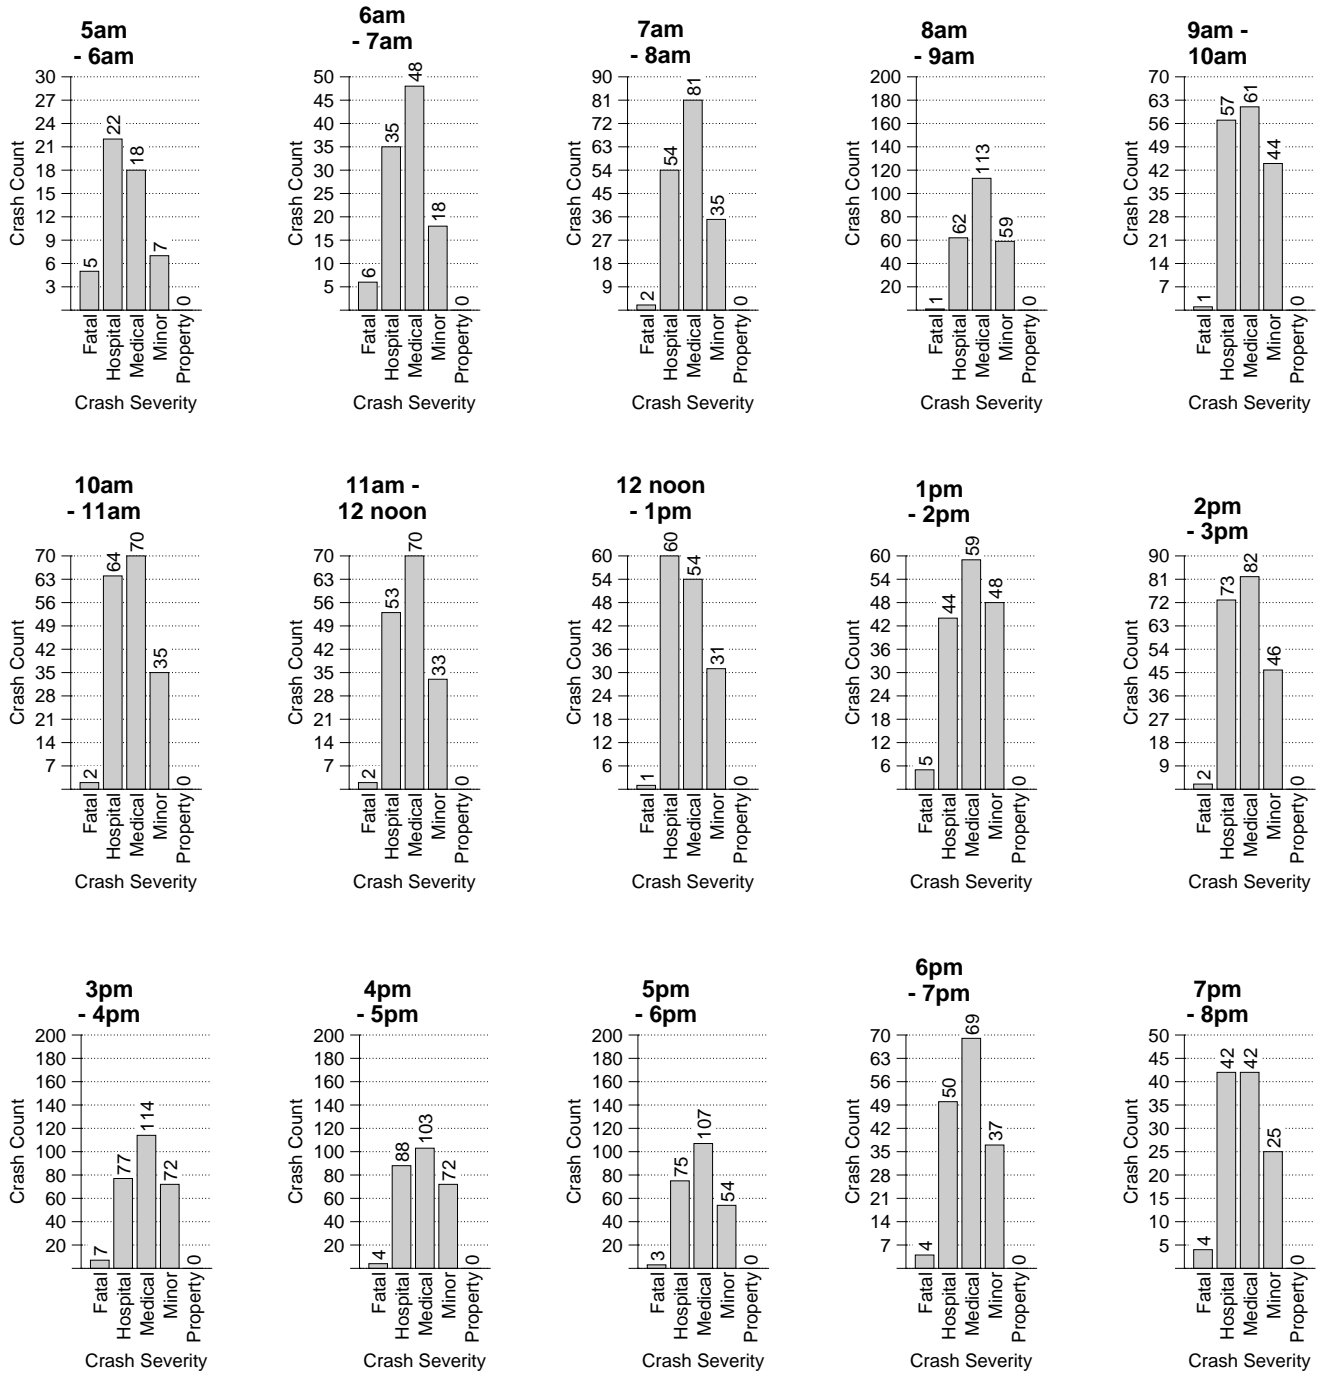 5am
- 6am
30
27
24
21
18
15
12
9
6
3
Crash Count
5
22
18
7
0
Fatal
Hospital
Medical
Minor
Property
Crash Severity
6am
- 7am
50
45
40
35
30
25
20
15
10
5
Crash Count
6
35
48
18
0
Fatal
Hospital
Medical
Minor
Property
Crash Severity
7am
- 8am
90
81
72
63
54
45
36
27
18
9
Crash Count
2
54
81
35
0
Fatal
Hospital
Medical
Minor
Property
Crash Severity
8am
- 9am
200
180
160
140
120
100
80
60
40
20
Crash Count
1
62
113
59
0
Fatal
Hospital
Medical
Minor
Property
Crash Severity
9am -
10am
70
63
56
49
42
35
28
21
14
7
Crash Count
1
57
61
44
0
Fatal
Hospital
Medical
Minor
Property
Crash Severity
10am
- 11am
70
63
56
49
42
35
28
21
14
7
Crash Count
2
64
70
35
0
Fatal
Hospital
Medical
Minor
Property
Crash Severity
11am -
12 noon
70
63
56
49
42
35
28
21
14
7
Crash Count
2
53
70
33
0
Fatal
Hospital
Medical
Minor
Property
Crash Severity
12 noon
- 1pm
60
54
48
42
36
30
24
18
12
6
Crash Count
1
60
54
31
0
Fatal
Hospital
Medical
Minor
Property
Crash Severity
1pm
- 2pm
60
54
48
42
36
30
24
18
12
6
Crash Count
5
44
59
48
0
Fatal
Hospital
Medical
Minor
Property
Crash Severity
2pm
- 3pm
90
81
72
63
54
45
36
27
18
9
Crash Count
2
73
82
46
0
Fatal
Hospital
Medical
Minor
Property
Crash Severity
3pm
- 4pm
200
180
160
140
120
100
80
60
40
20
Crash Count
7
77
114
72
0
Fatal
Hospital
Medical
Minor
Property
Crash Severity
4pm
- 5pm
200
180
160
140
120
100
80
60
40
20
Crash Count
4
88
103
72
0
Fatal
Hospital
Medical
Minor
Property
Crash Severity
5pm
- 6pm
200
180
160
140
120
100
80
60
40
20
Crash Count
3
75
107
54
0
Fatal
Hospital
Medical
Minor
Property
Crash Severity
6pm
- 7pm
70
63
56
49
42
35
28
21
14
7
Crash Count
4
50
69
37
0
Fatal
Hospital
Medical
Minor
Property
Crash Severity
7pm
- 8pm
50
45
40
35
30
25
20
15
10
5
Crash Count
4
42
42
25
0
Fatal
Hospital
Medical
Minor
Property
Crash Severity